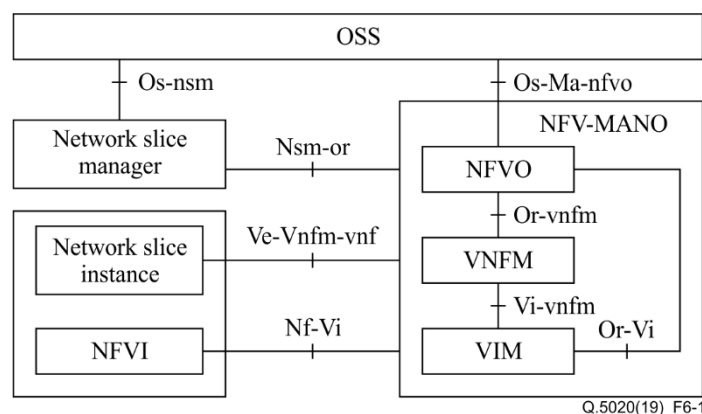 OSS
Os-nsm
Os-Ma-nfvo
NFV-MANO
Network slice
manager
Nsm-or
NFVO
Or-vnfm
Network slice
instance
Ve-Vnfm-vnf
VNFM
Vi-vnfm
NFVI
Nf-Vi
VIM
Or-Vi
Q.5020(19)_F6-1